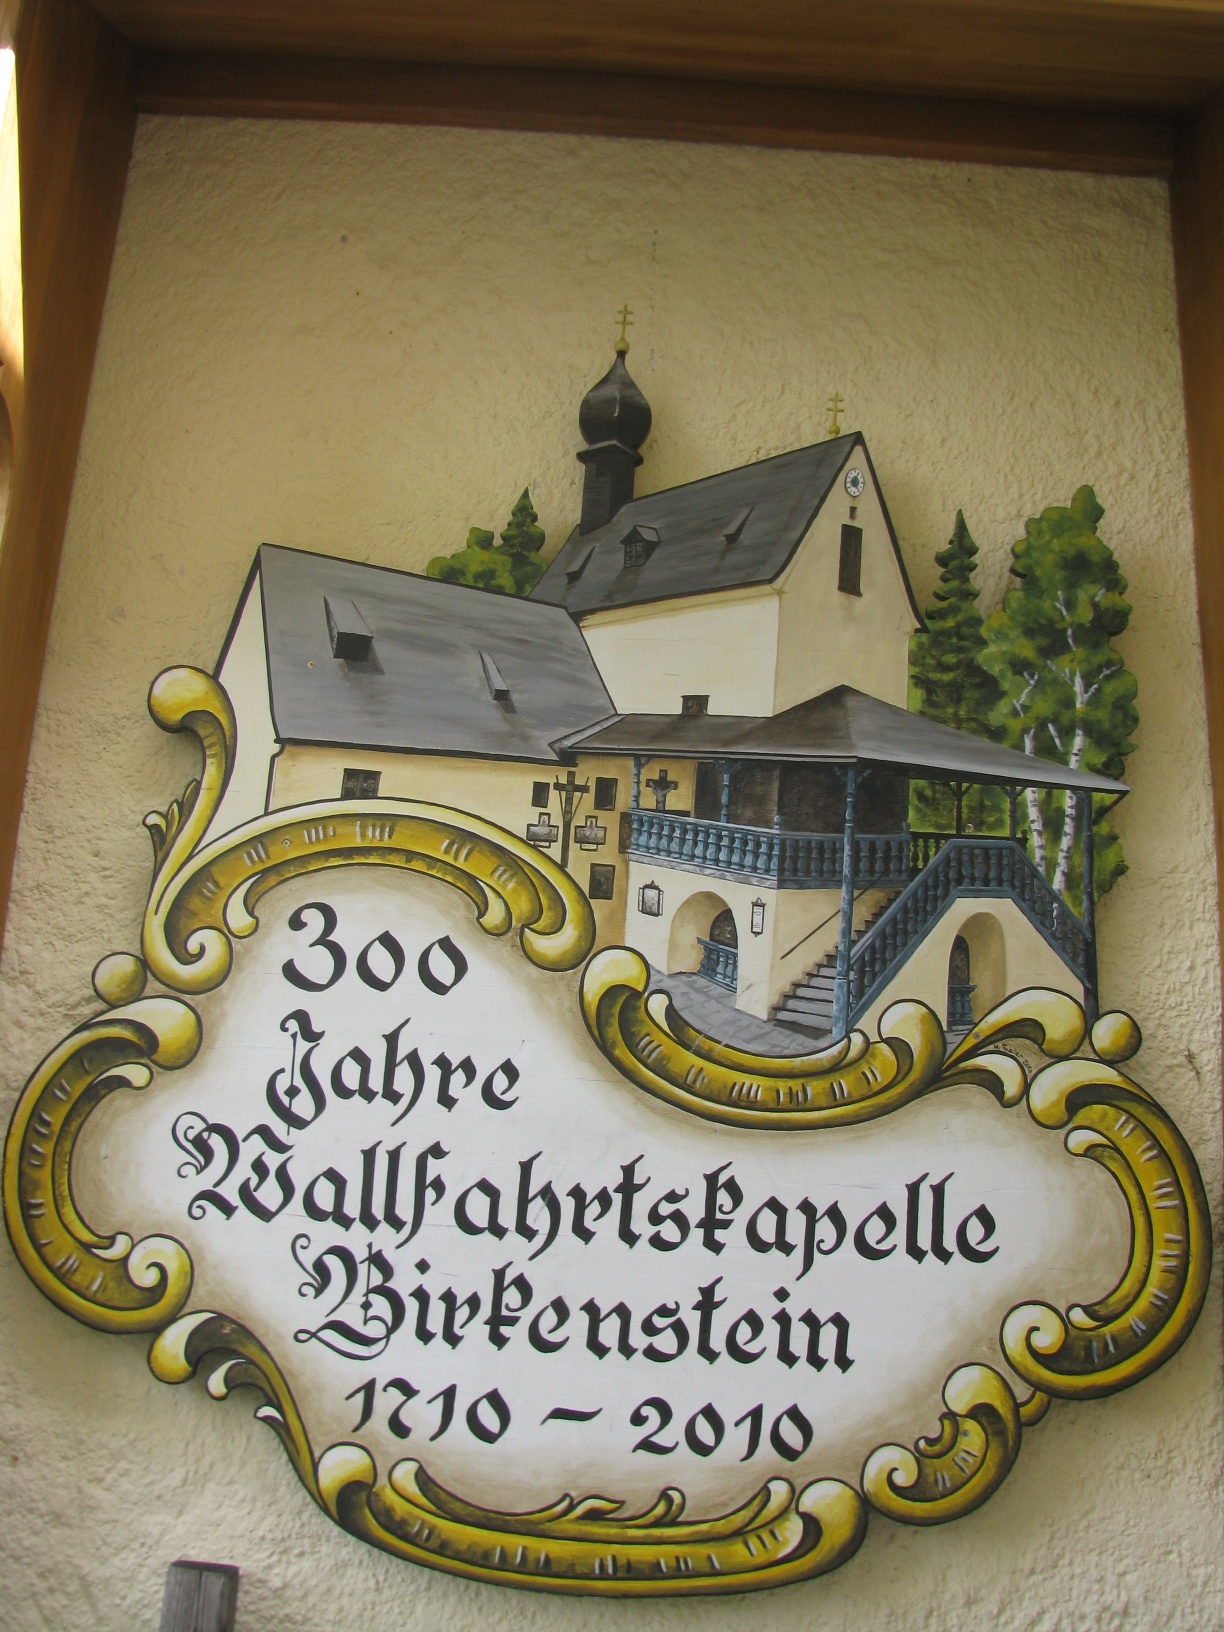 300
Jahre
Wallfahrtskapelle
Birkenstein
1710 - 2010